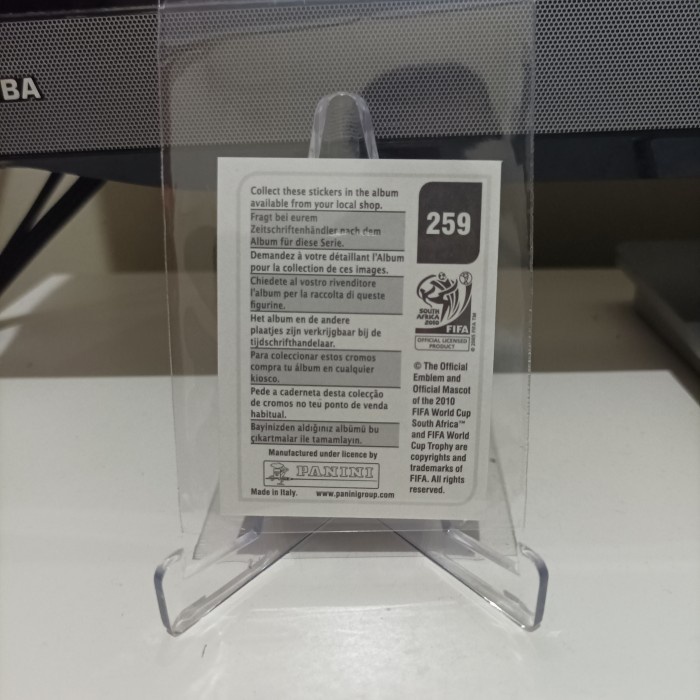 BA
Collect these stickers in the album
available from your local shop.
Fragt bei eurem
Zeitschriftenhändler nach dem
Album für diese Serie.
Demandez à votre détaillant l'Album
pour la collection de ces images.
Chiedete al vostro rivenditore
l'album per la raccolta di queste
figurine.
Het album en de andere
plaatjes zijn verkrijgbaar bij de
tijdschrifthandelaar.
Para coleccionar estos cromos
compra tu álbum en cualquier
kiosco.
Pede a caderneta desta colecção
de cromos no teu ponto de venda
habitual.
Bayinizden aldığınız albümü bu
çıkartmalar ile tamamlayın.
Manufactured under licence by
PANINI
Made in Italy. www.paninigroup.com
259
SOUTH
AFRICA
2010
FIFA
OFFICIAL LICENSED
PRODUCT
© The Official
Emblem and
Official Mascot
of the 2010
FIFA World Cup
South Africa™
and FIFA World
Cup Trophy are
copyrights and
trademarks of
FIFA. All rights
reserved.